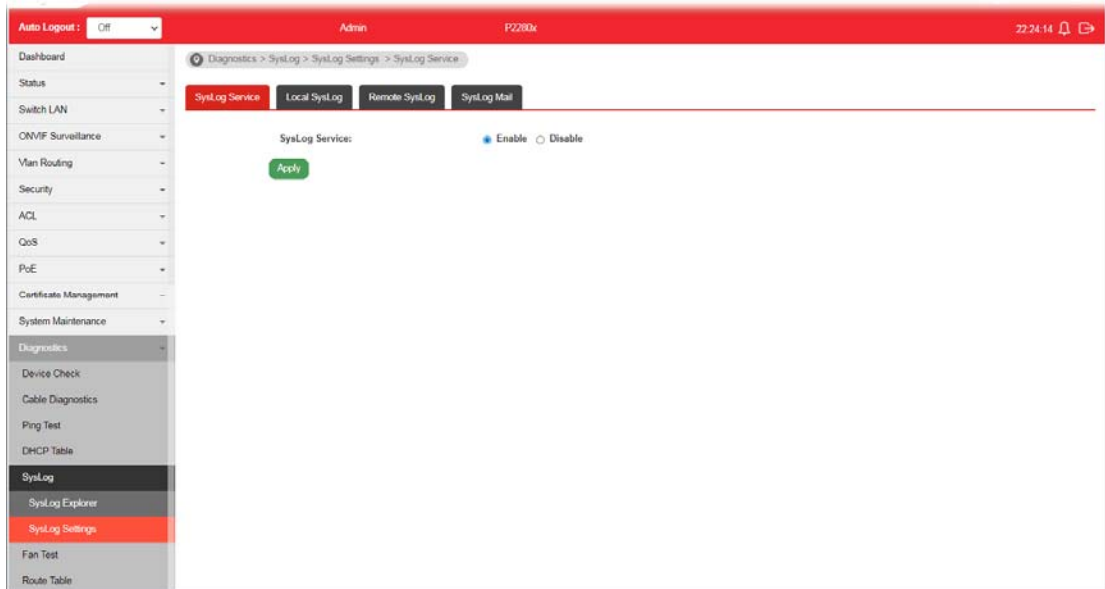 Auto Logout : Off Admin P2280x 22:24:14
Dashboard
Status
Switch LAN
ONVIF Surveillance
Vlan Routing
Security
ACL
QoS
PoE
Certificate Management
System Maintenance
Diagnostics
Device Check
Cable Diagnostics
Ping Test
DHCP Table
SysLog
SysLog Explorer
SysLog Settings
Fan Test
Route Table
Diagnostics > SysLog > SysLog Settings > SysLog Service
SysLog Service Local SysLog Remote SysLog SysLog Mail
SysLog Service: Enable Disable
Apply